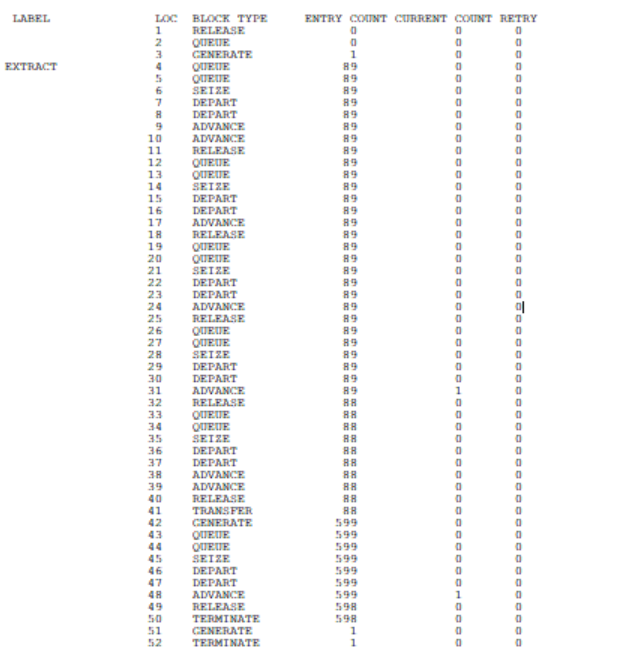 LABEL LOC BLOCK TYPE ENTRY COUNT CURRENT COUNT RETRY
1 RELEASE 0 0 0
2 QUEUE 0 0 0
3 GENERATE 1 0 0
EXTRACT 4 QUEUE 89 0 0
5 QUEUE 89 0 0
6 SEIZE 89 0 0
7 DEPART 89 0 0
8 DEPART 89 0 0
9 ADVANCE 89 0 0
10 ADVANCE 89 0 0
11 RELEASE 89 0 0
12 QUEUE 89 0 0
13 QUEUE 89 0 0
14 SEIZE 89 0 0
15 DEPART 89 0 0
16 DEPART 89 0 0
17 ADVANCE 89 0 0
18 RELEASE 89 0 0
19 QUEUE 89 0 0
20 QUEUE 89 0 0
21 SEIZE 89 0 0
22 DEPART 89 0 0
23 DEPART 89 0 0
24 ADVANCE 89 0 0
25 RELEASE 89 0 0
26 QUEUE 89 0 0
27 QUEUE 89 0 0
28 SEIZE 89 0 0
29 DEPART 89 0 0
30 DEPART 89 0 0
31 ADVANCE 89 1 0
32 RELEASE 88 0 0
33 QUEUE 88 0 0
34 QUEUE 88 0 0
35 SEIZE 88 0 0
36 DEPART 88 0 0
37 DEPART 88 0 0
38 ADVANCE 88 0 0
39 ADVANCE 88 0 0
40 RELEASE 88 0 0
41 TRANSFER 88 0 0
42 GENERATE 599 0 0
43 QUEUE 599 0 0
44 QUEUE 599 0 0
45 SEIZE 599 0 0
46 DEPART 599 0 0
47 DEPART 599 0 0
48 ADVANCE 599 1 0
49 RELEASE 598 0 0
50 TERMINATE 598 0 0
51 GENERATE 1 0 0
52 TERMINATE 1 0 0